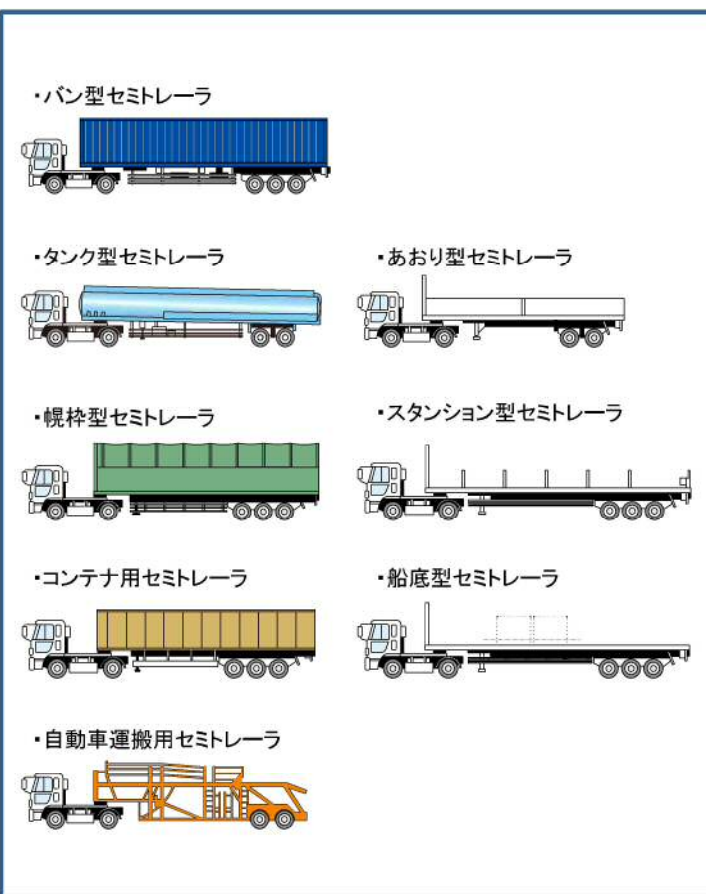 ・バン型セミトレーラ
・タンク型セミトレーラ
・あおり型セミトレーラ
・幌枠型セミトレーラ
・スタンション型セミトレーラ
・コンテナ用セミトレーラ
・船底型セミトレーラ
・自動車運搬用セミトレーラ